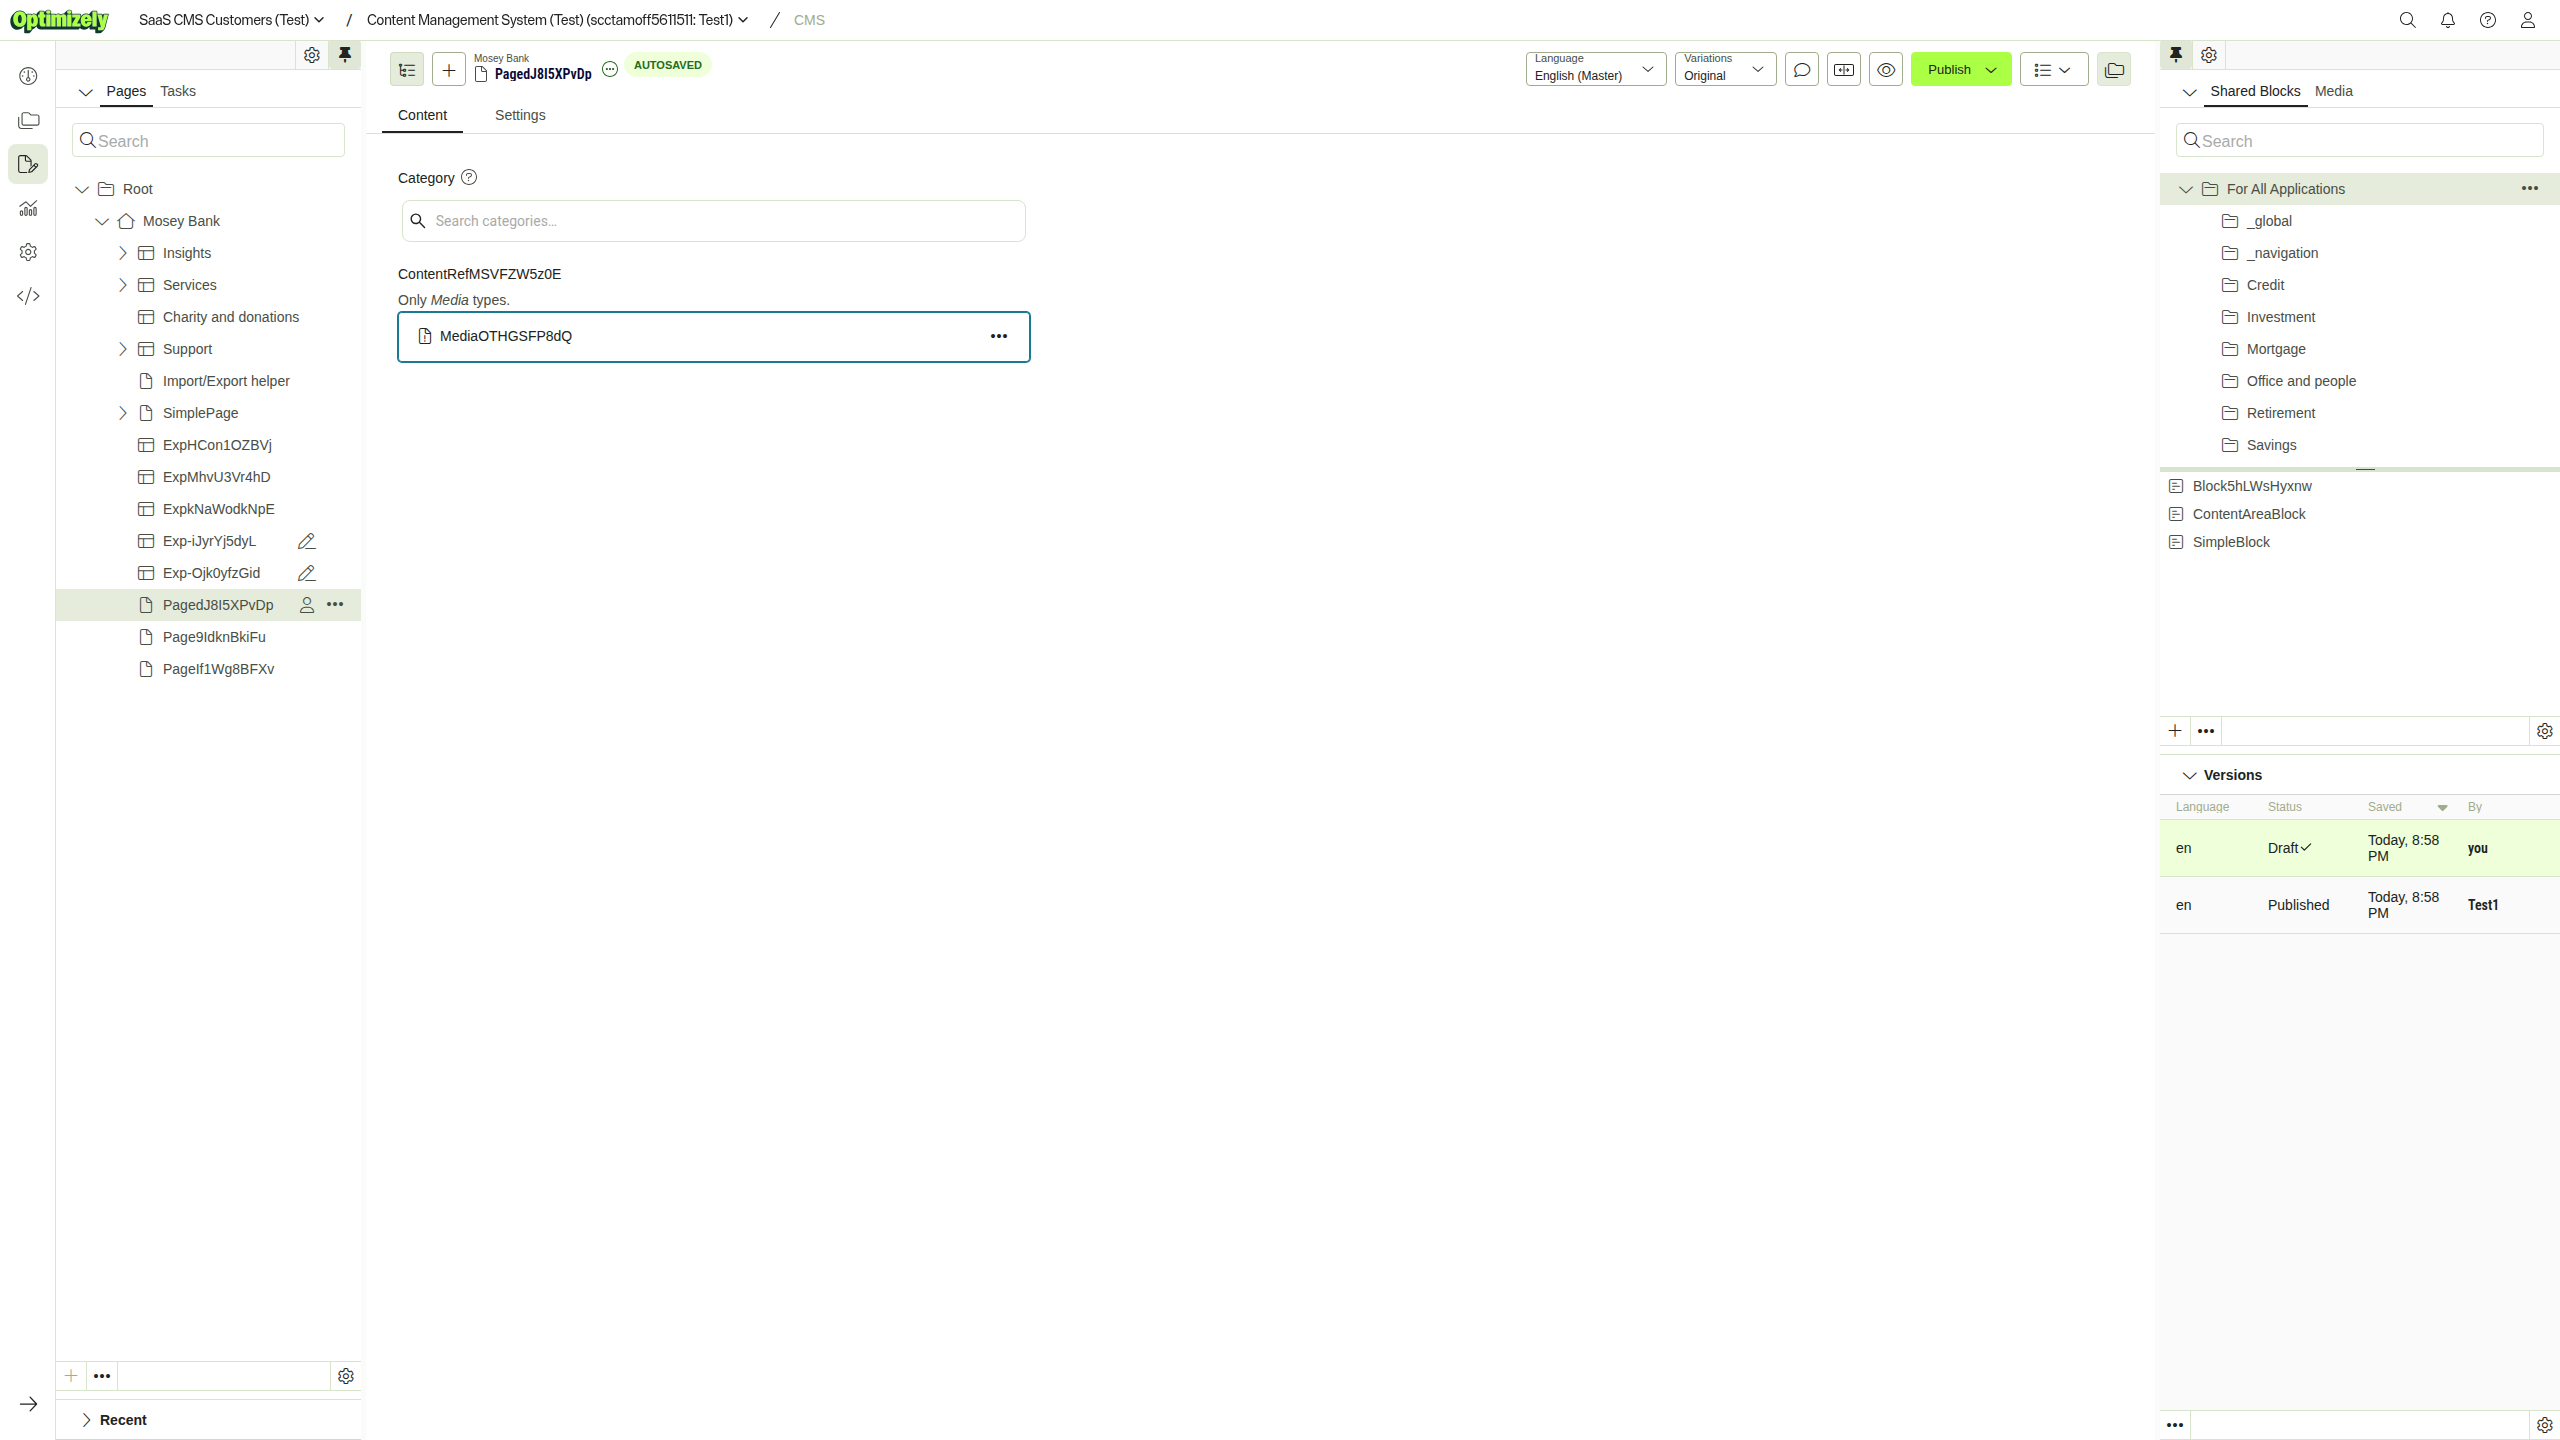 Optimizely
SaaS CMS Customers (Test)
/
Content Management System (Test) (scctamoff5611511: Test1)
/
CMS
Pages
Tasks
Search
Root
Mosey Bank
Insights
Services
Charity and donations
Support
Import/Export helper
SimplePage
ExpHCon1OZBVj
ExpMhvU3Vr4hD
ExpkNaWodkNpE
Exp-iJyrYj5dyL
Exp-Ojk0yfzGid
PagedJ8I5XPvDp
Page9IdknBkiFu
PageIf1Wg8BFXv
Recent
Mosey Bank
PagedJ8I5XPvDp
AUTOSAVED
Language
English (Master)
Variations
Original
Publish
Content
Settings
Category
Search categories...
ContentRefMSVFZW5z0E
Only Media types.
MediaOTHGSFP8dQ
Shared Blocks
Media
Search
For All Applications
_global
_navigation
Credit
Investment
Mortgage
Office and people
Retirement
Savings
Block5hLWsHyxnw
ContentAreaBlock
SimpleBlock
Versions
Language Status Saved By
en Draft Today, 8:58 PM you
en Published Today, 8:58 PM Test1